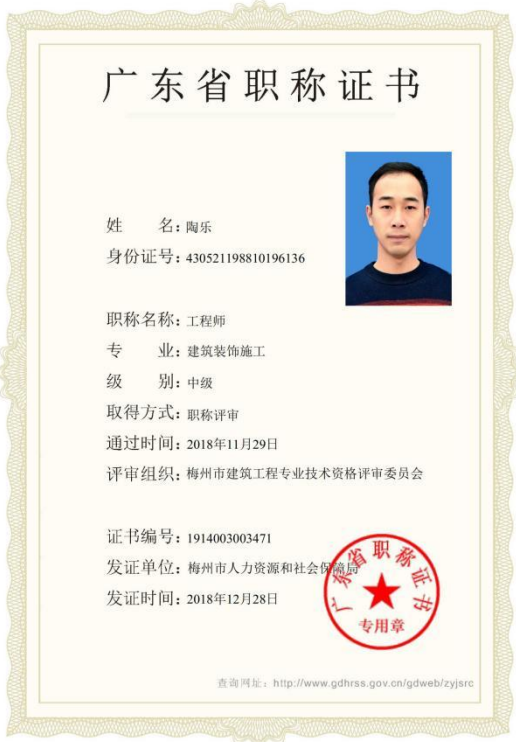 广东省职称证书
姓　　名：陶乐
身份证号：430521198810196136
职称名称：工程师
专　　业：建筑装饰施工
级　　别：中级
取得方式：职称评审
通过时间：2018年11月29日
评审组织：梅州市建筑工程专业技术资格评审委员会
证书编号：1914003003471
发证单位：梅州市人力资源和社会保障局
发证时间：2018年12月28日
广东省职称证书
专用章
查询网址：http://www.gdhrss.gov.cn/gdweb/zyjsrc